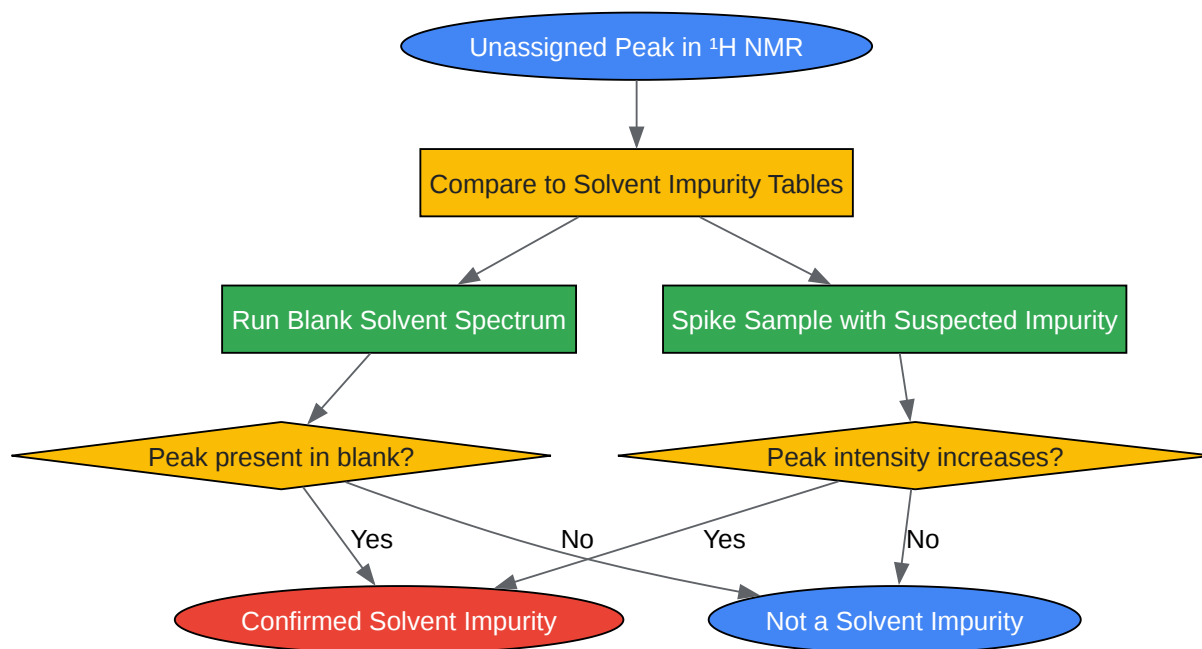 Unassigned Peak in ¹H NMR
Compare to Solvent Impurity Tables
Run Blank Solvent Spectrum
Spike Sample with Suspected Impurity
Peak present in blank?
Peak intensity increases?
Yes
No
Yes
No
Confirmed Solvent Impurity
Not a Solvent Impurity